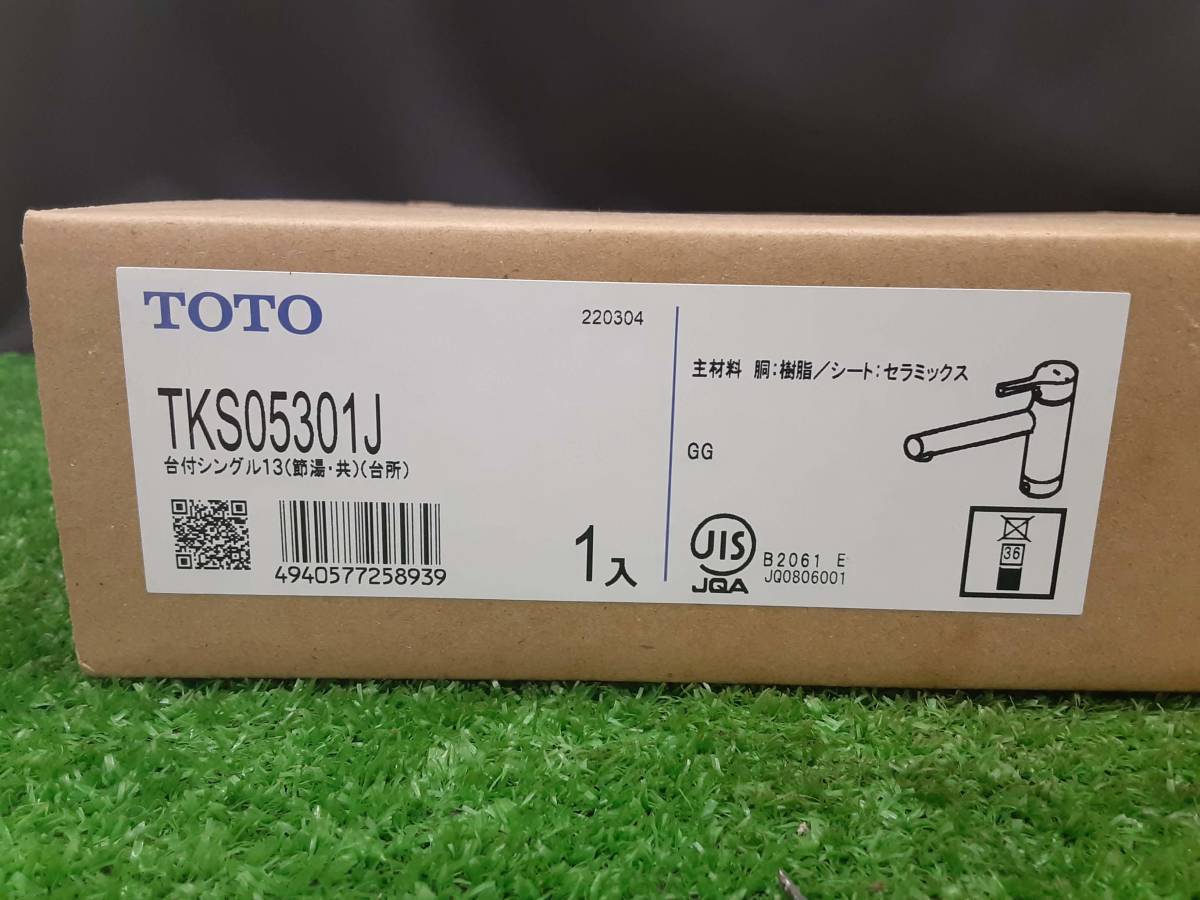 TOTO
220304
TKS05301J
台付シングル13(節湯・共)(台所)
4940577258939
1入
主材料 胴:樹脂/シート:セラミックス
GG
JIS
JQA
B2061 E
JQ0806001
36